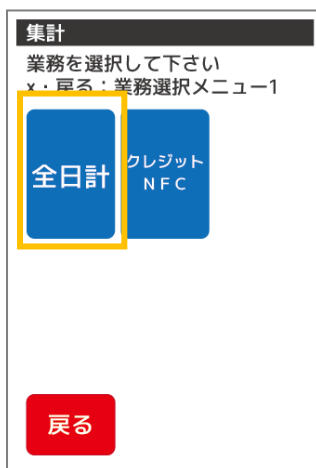 集計
業務を選択して下さい
x・戻る：業務選択メニュー1
全日計
クレジット
ＮＦＣ
戻る